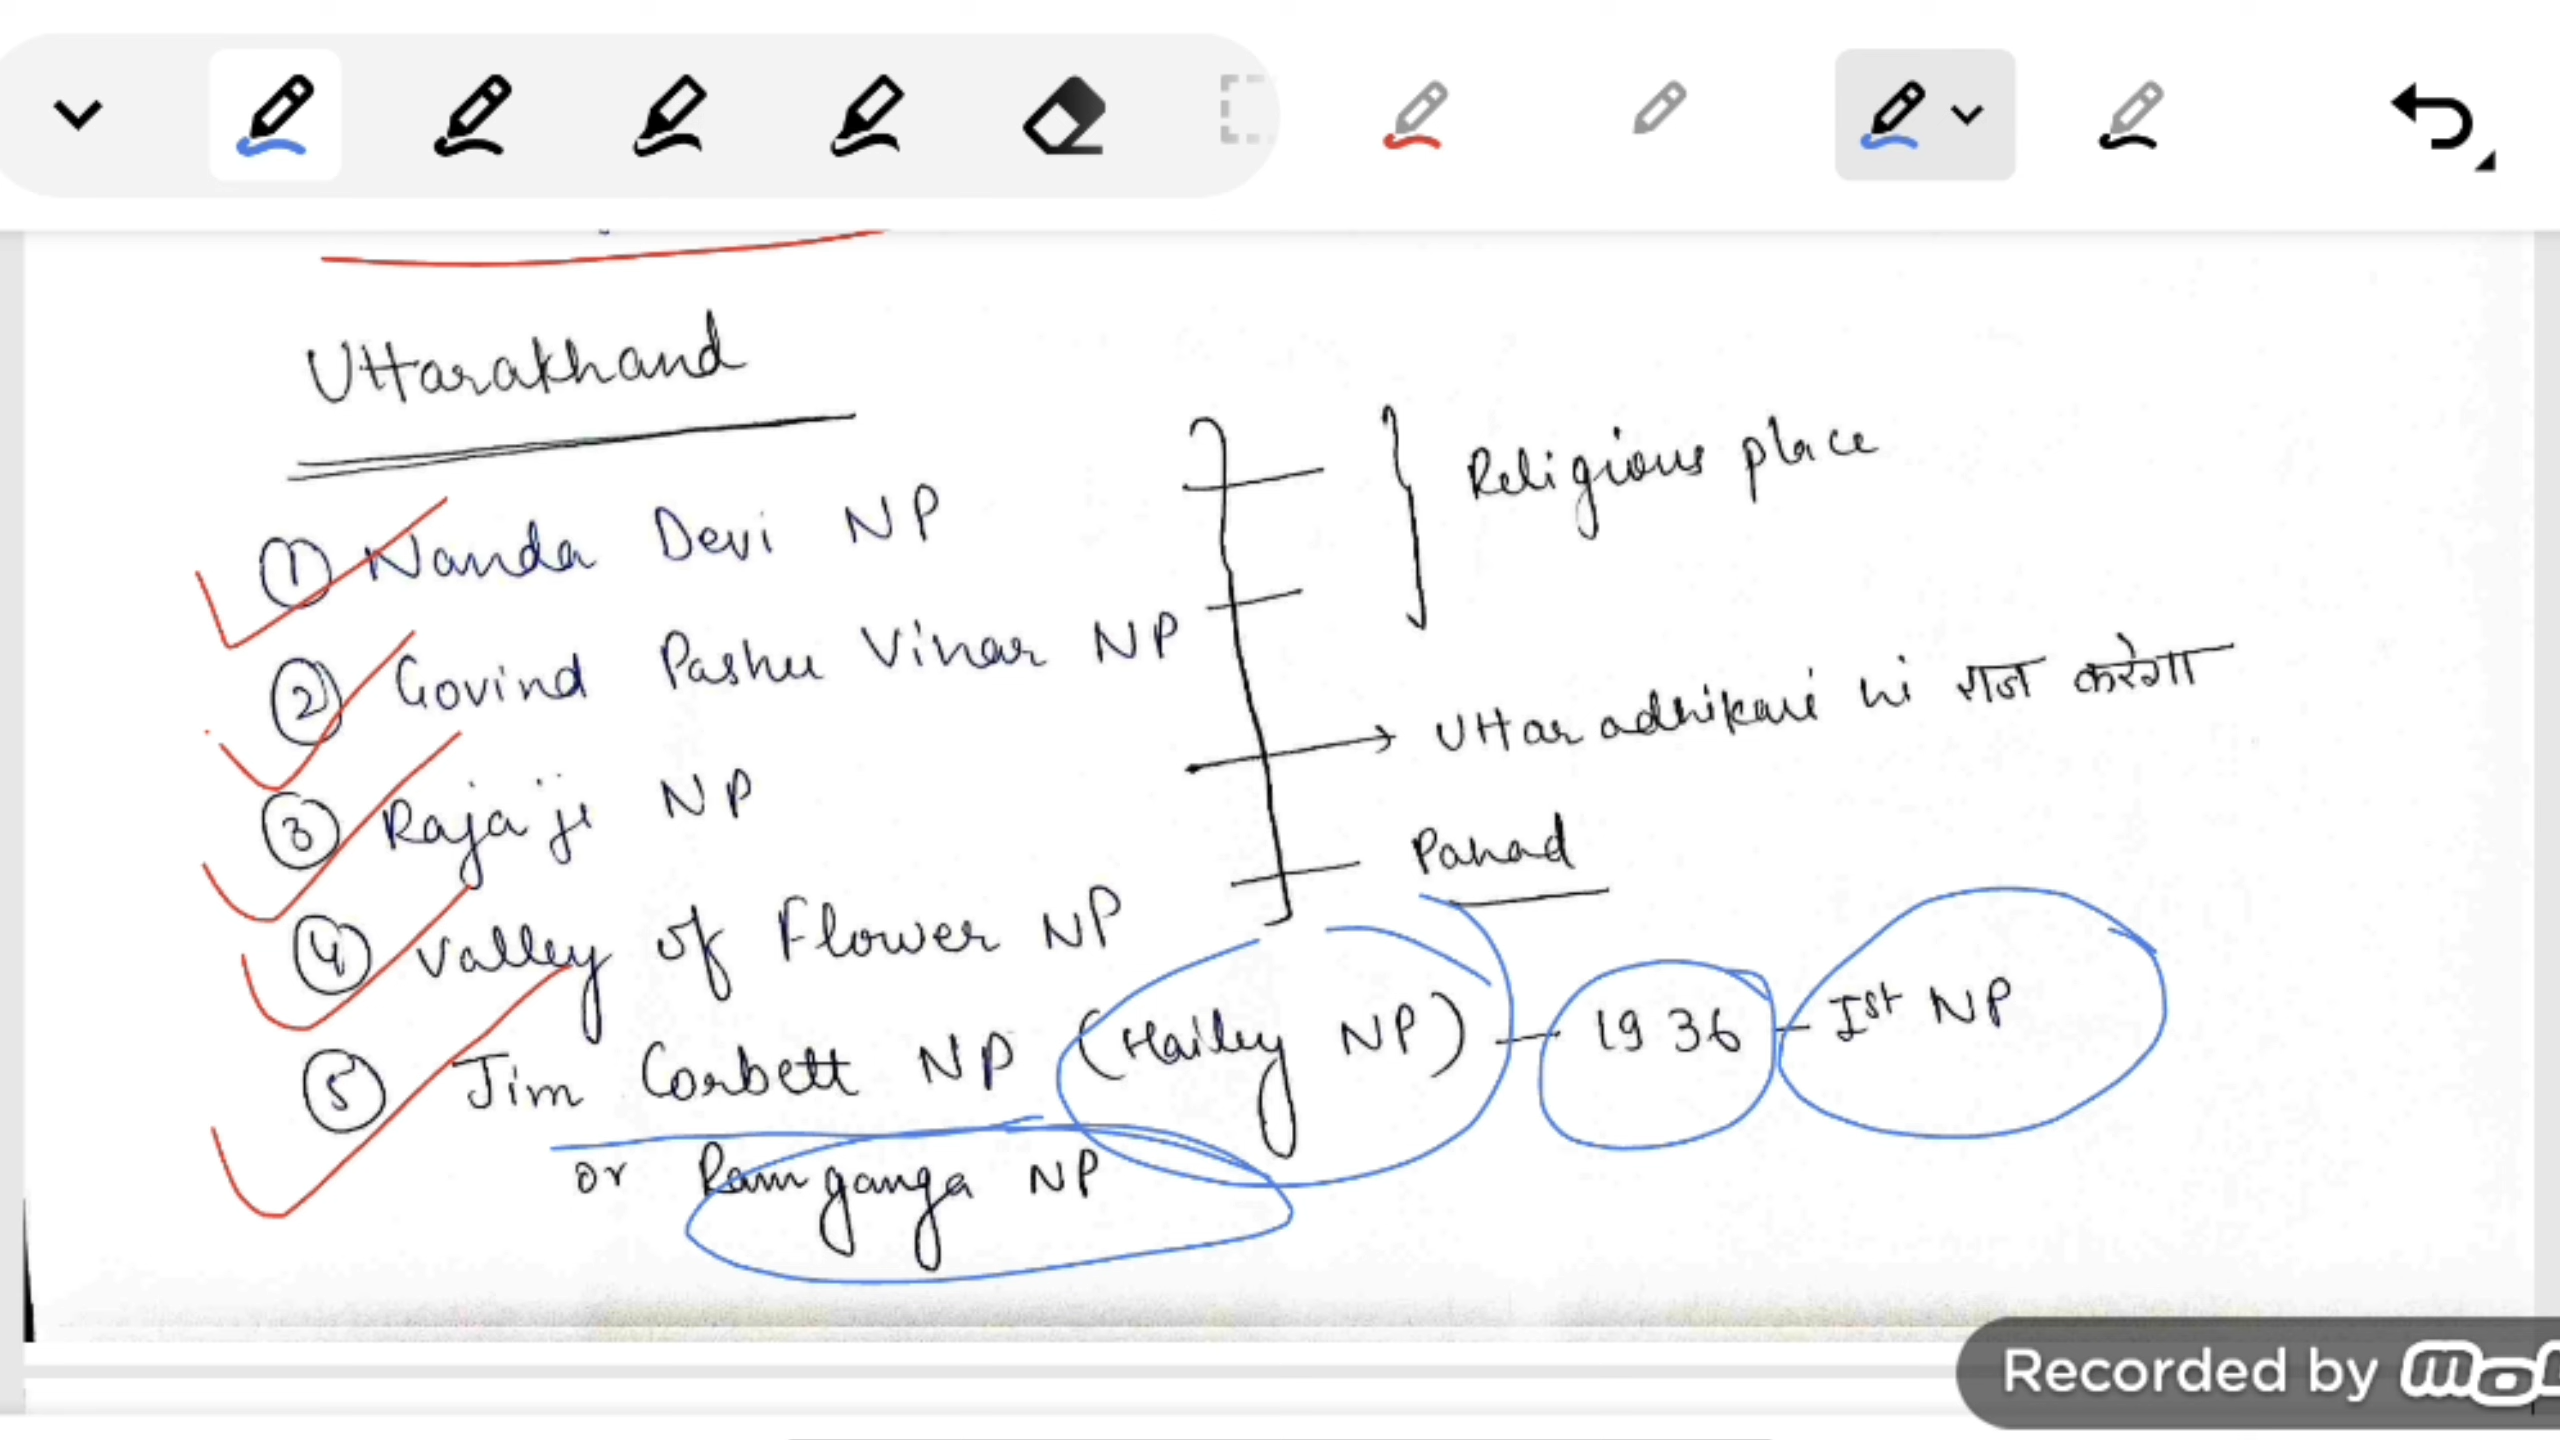 Uttarakhand
Religious place
① Nanda Devi NP
② Govind Pashu Vihar NP
Uttar adhikari hi राज करेगा
③ Rajaji NP
Pahad
④ Valley of Flower NP
⑤ Jim Corbett NP (Hailey NP) — 1936 — Ist NP
or Ramganga NP
Recorded by